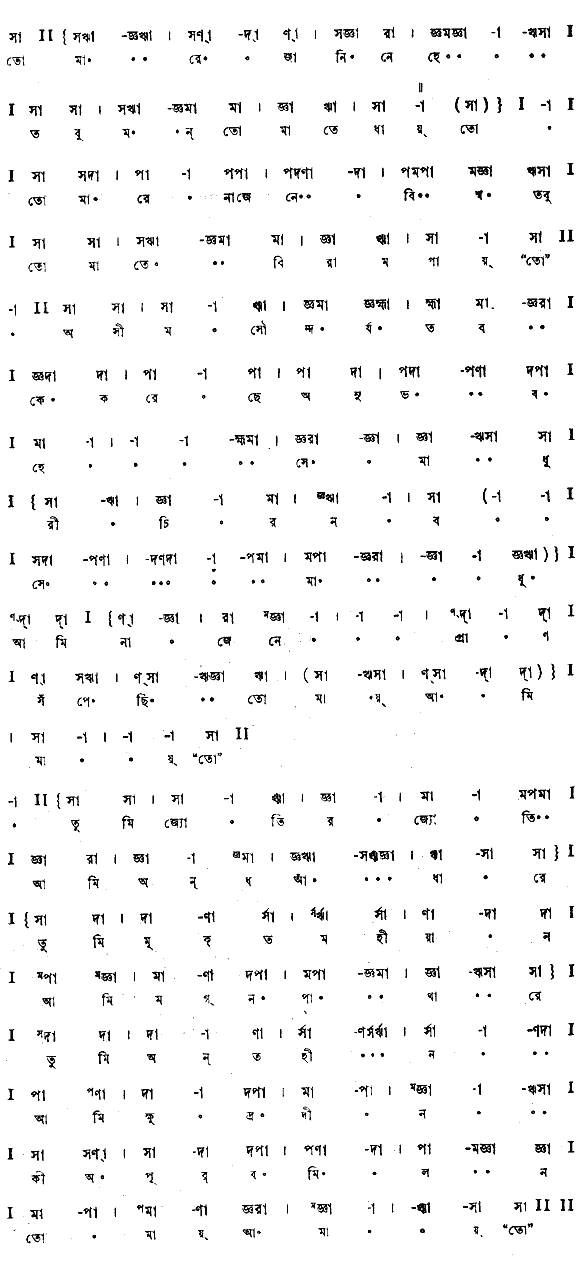 সা II { সঋা -জ্ঞঋা । সণ্‌া -দা্ ণ্‌া । সজ্ঞা রা । জ্ঞমজ্ঞা -া -ঋসা I
তো মা॰ ॰॰ রে॰ ॰ জা নি॰ নে হে॰॰ ॰ ॰॰
I সা সা । সঋা -জ্ঞমা মা । জ্ঞা ঋা । সা -া (সা) } I -া I
ত বু ম॰ ॰ন্ তো মা তে ধা য়্ তো ॰
I সা সদা । পা -া পপা । পদণা -দা । পমপা মজ্ঞা ঋসা I
তো মা॰ রে ॰ নাজে নে॰॰ ॰ বি॰॰ শ্ব॰ তবু
I সা সা । সঋা -জ্ঞমা মা । জ্ঞা ঋা । সা -া সা II
তো মা তে॰ ॰॰ বি রা ম পা য়্ “তো”
-া II সা সা । সা -া ঋা । জ্ঞমা জ্ঞহ্মা । হ্মা মা -জ্ঞরা I
॰ অ সী ম ॰ সৌ ন্দ॰ র্য॰ ত ব ॰॰
I জ্ঞদা দা । পা -া পা । পা দা । পদা -পণা দপা I
কে॰ ক রে ॰ ছে অ নু ভ॰ ॰॰ ব॰
I মা -া । -া -া -হ্মমা । জ্ঞরা -জ্ঞা । জ্ঞা -ঋসা সা I
হে ॰ ॰ ॰ ॰॰ সে॰ ॰ মা ॰॰ ধু
I { সা -ঋা । জ্ঞা -া মা । জ্ঞঋা -া । সা (-া -া I
রী ॰ চি ॰ র ন ॰ ব ॰ ॰
I সদা -পণা । -দণদা -া -পমা । মপা -জ্ঞরা । -জ্ঞা -া জ্ঞঋা) } I
সে॰ ॰॰ ॰॰॰ ॰ ॰॰ মা॰ ॰॰ ॰ ॰ ধু॰
ণ্‌দা্ দা্ I { ণ্‌া -জ্ঞা । রা মজ্ঞা -া । -া -া । ণ্‌দা্ -া দা্ I
আ মি না ॰ জে নে ॰ ॰ ॰ প্রা ॰ ণ
I ণ্‌া সঋা । ণ্‌সা -ঋজ্ঞা ঋা । (সা -ঋসা । ণ্‌সা -দা্ দা্) } I
সঁ পে॰ ছি॰ ॰॰ তো মা ॰য়্ আ॰ ॰ মি
। সা -া । -া -া সা II
মা ॰ ॰ য়্ “তো”
-া II { সা সা । সা -া ঋা । জ্ঞা -া । মা -া মপমা I
॰ তু মি জ্যো ॰ তি র ॰ জ্যো ॰ তি॰॰
I জ্ঞা রা । জ্ঞা -া জ্ঞমা । জ্ঞঋা -সঋজ্ঞা । ঋা -সা সা } I
আ মি অ ন্ ধ আঁ॰ ॰॰॰ ধা ॰ রে
I { সা দা । দা -ণা র্সা । র্সর্ঋা র্সা । ণা -দা দা I
তু মি মু ক্ ত ম হী য়া ॰ ন
I মপা মজ্ঞা । মা -ণা দপা । মপা -জ্ঞমা । জ্ঞা -ঋসা সা } I
আ মি ম গ্ ন॰ পা॰ ॰॰ থা ॰॰ রে
I পদা দা । দা -া ণা । র্সা -ণর্সর্ঋা । র্সা -া -ণদা I
তু মি অ ন্ ত হী ॰॰॰ ন ॰ ॰॰
I পা পণা । দা -া দপা । মা -পা । মজ্ঞা -া -ঋসা I
আ মি ক্ষু ॰ দ্র॰ দী ॰ ন ॰ ॰॰
I সা সণ্‌া । সা -দা দপা । পণা -দা । পা -মজ্ঞা জ্ঞা I
কী অ॰ পূ র্ ব॰ মি॰ ॰ ল ॰॰ ন
I মা -পা । পমা -ণা জ্ঞরা । মজ্ঞা -া । -ঋা -সা সা II II
তো ॰ মা য়্ আ॰ মা ॰ ॰ য়্ “তো”